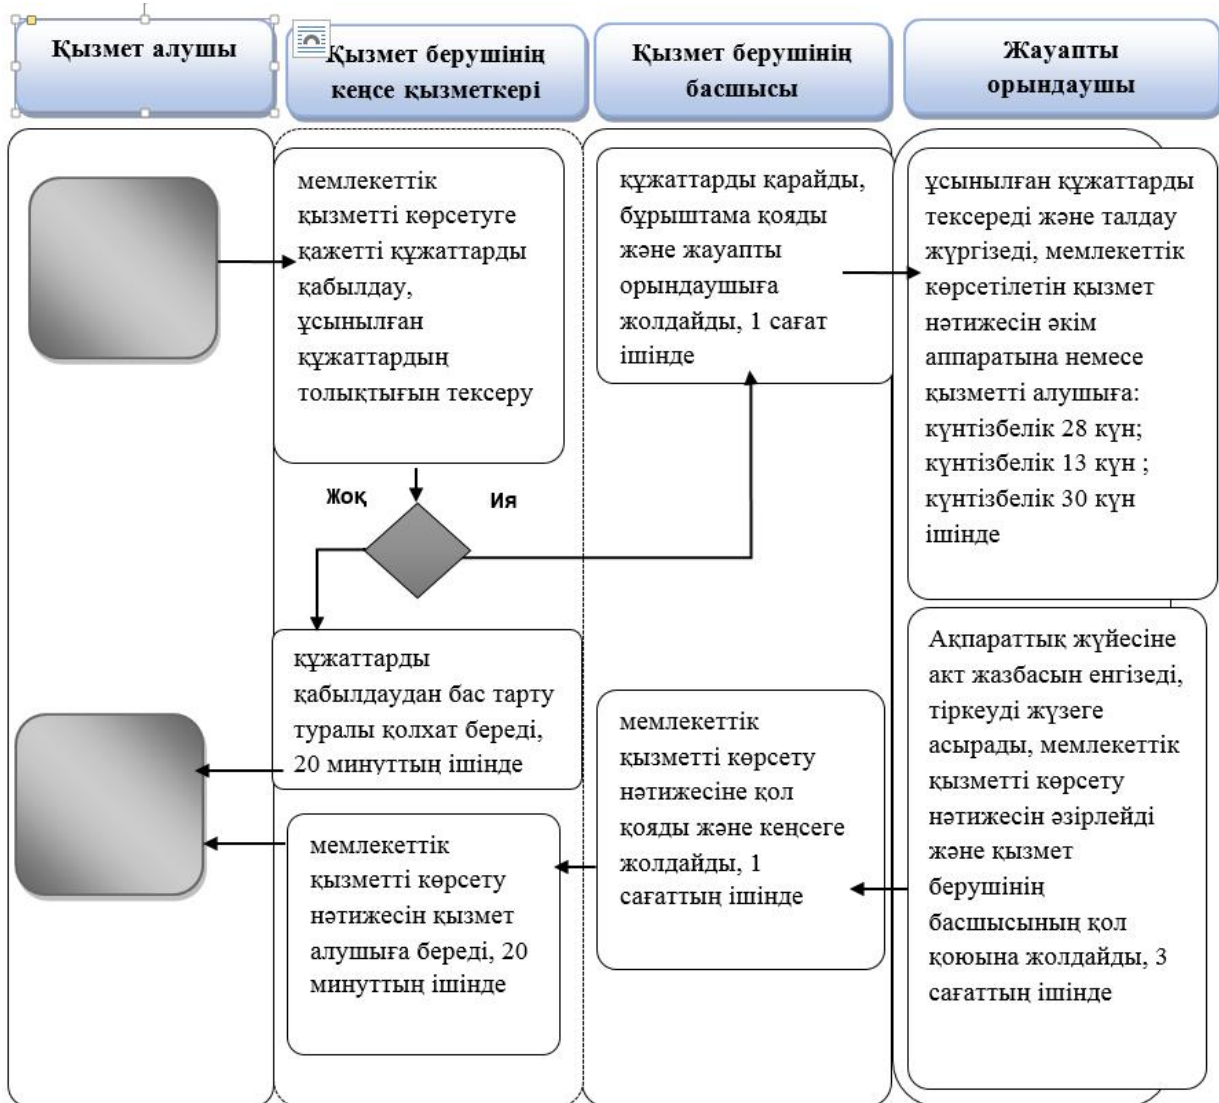 Қызмет алушы
Қызмет берушінің
кеңсе қызметкері
Қызмет берушінің
басшысы
Жауапты
орындаушы
мемлекеттік
қызметті көрсетуге
қажетті құжаттарды
қабылдау,
ұсынылған
құжаттардың
толықтығын тексеру
құжаттарды қарайды,
бұрыштама қояды
және жауапты
орындаушыға
жолдайды, 1 сағат
ішінде
ұсынылған құжаттарды
тексереді және талдау
жүргізеді, мемлекеттік
көрсетілетін қызмет
нәтижесін әкім
аппаратына немесе
қызметті алушыға:
күнтізбелік 28 күн;
күнтізбелік 13 күн ;
күнтізбелік 30 күн
ішінде
Жоқ
Ия
құжаттарды
қабылдаудан бас тарту
туралы қолхат береді,
20 минуттың ішінде
мемлекеттік
қызметті көрсету
нәтижесін қызмет
алушыға береді, 20
минуттың ішінде
мемлекеттік
қызметті көрсету
нәтижесіне қол
қояды және кеңсеге
жолдайды, 1
сағаттың ішінде
Ақпараттық жүйесіне
акт жазбасын енгізеді,
тіркеуді жүзеге
асырады, мемлекеттік
қызметті көрсету
нәтижесін әзірлейді
және қызмет
берушінің
басшысының қол
қоюына жолдайды, 3
сағаттың ішінде